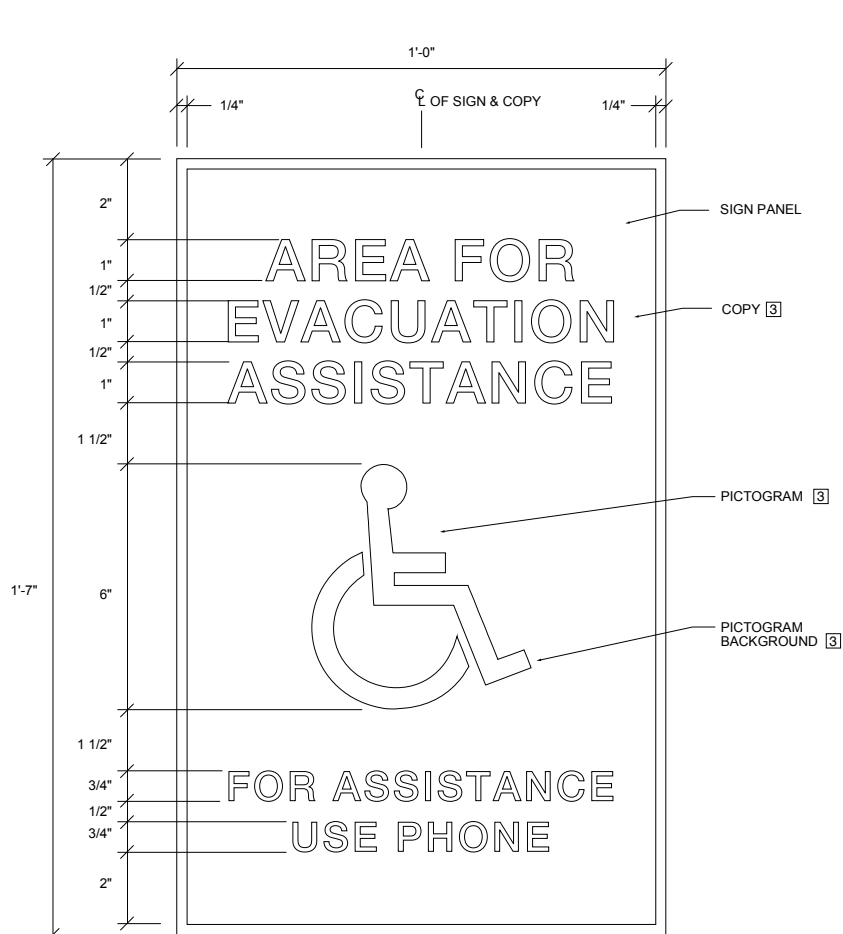 1'-0"
1/4"
℄ OF SIGN & COPY
1/4"
2"
SIGN PANEL
AREA FOR
1"
1/2"
EVACUATION
COPY 3
1"
1/2"
ASSISTANCE
1"
1 1/2"
PICTOGRAM 3
1'-7"
6"
PICTOGRAM
BACKGROUND 3
1 1/2"
FOR ASSISTANCE
3/4"
1/2"
USE PHONE
3/4"
2"